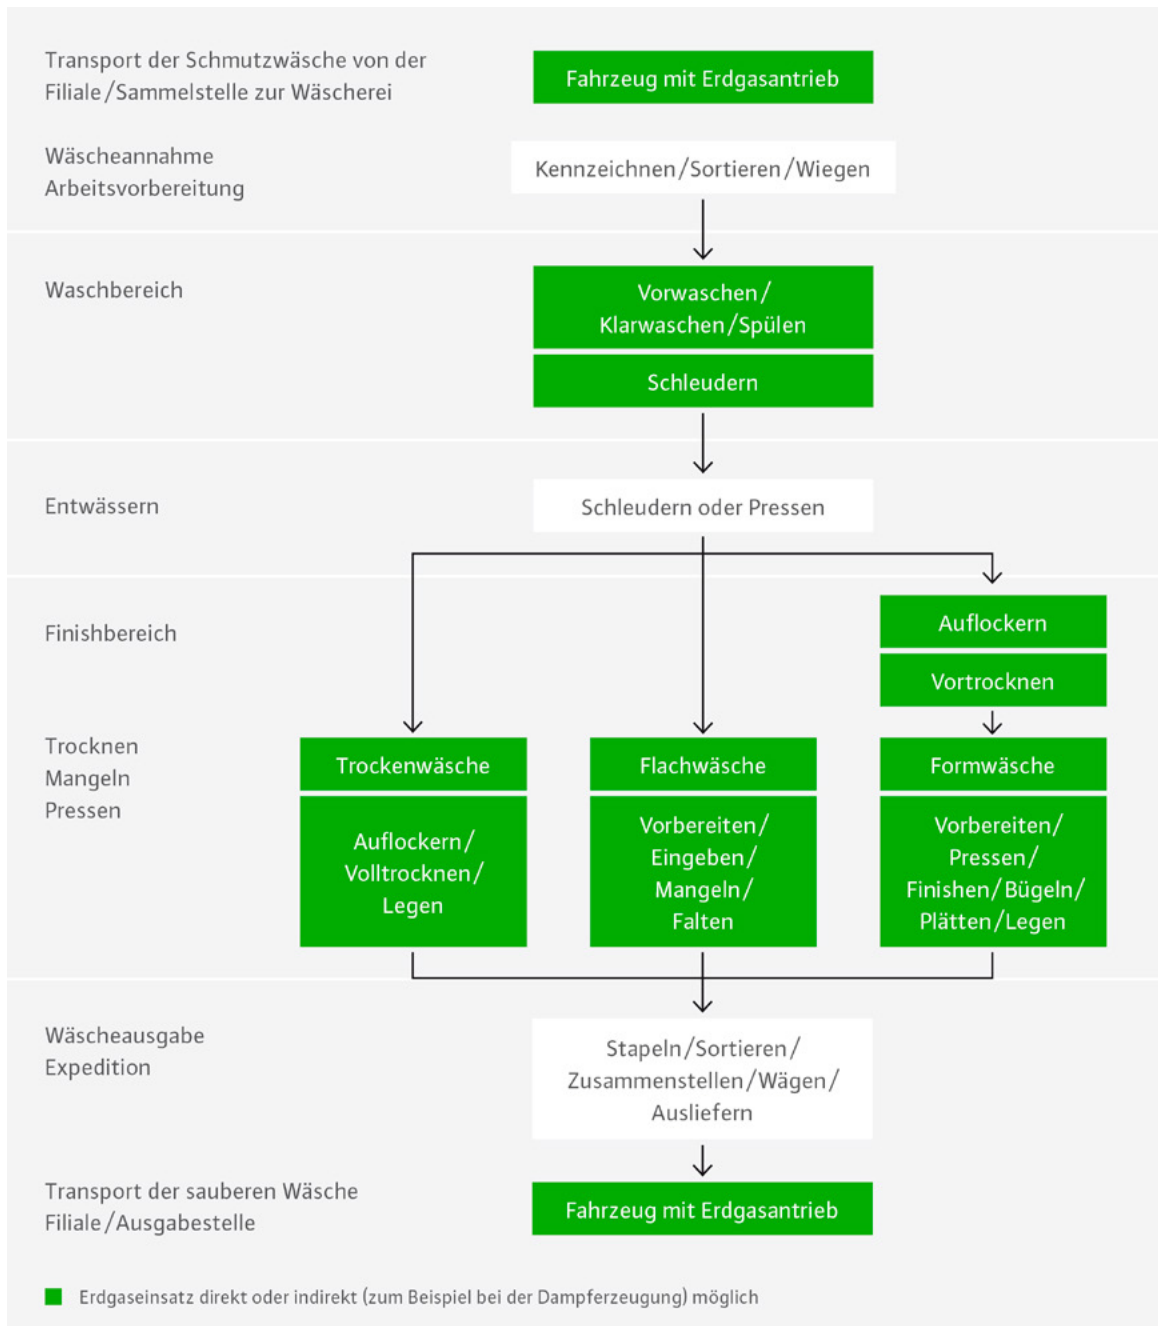 Transport der Schmutzwäsche von der
Filiale/Sammelstelle zur Wäscherei
Fahrzeug mit Erdgasantrieb
Wäscheannahme
Arbeitsvorbereitung
Kennzeichnen/Sortieren/Wiegen
Waschbereich
Vorwaschen/
Klarwaschen/Spülen
Schleudern
Entwässern
Schleudern oder Pressen
Finishbereich
Auflockern
Vortrocknen
Trocknen
Mangeln
Pressen
Trockenwäsche
Auflockern/
Volltrocknen/
Legen
Flachwäsche
Vorbereiten/
Eingeben/
Mangeln/
Falten
Formwäsche
Vorbereiten/
Pressen/
Finishen/Bügeln/
Plätten/Legen
Wäscheausgabe
Expedition
Stapeln/Sortieren/
Zusammenstellen/Wägen/
Ausliefern
Transport der sauberen Wäsche
Filiale/Ausgabestelle
Fahrzeug mit Erdgasantrieb
Erdgaseinsatz direkt oder indirekt (zum Beispiel bei der Dampferzeugung) möglich